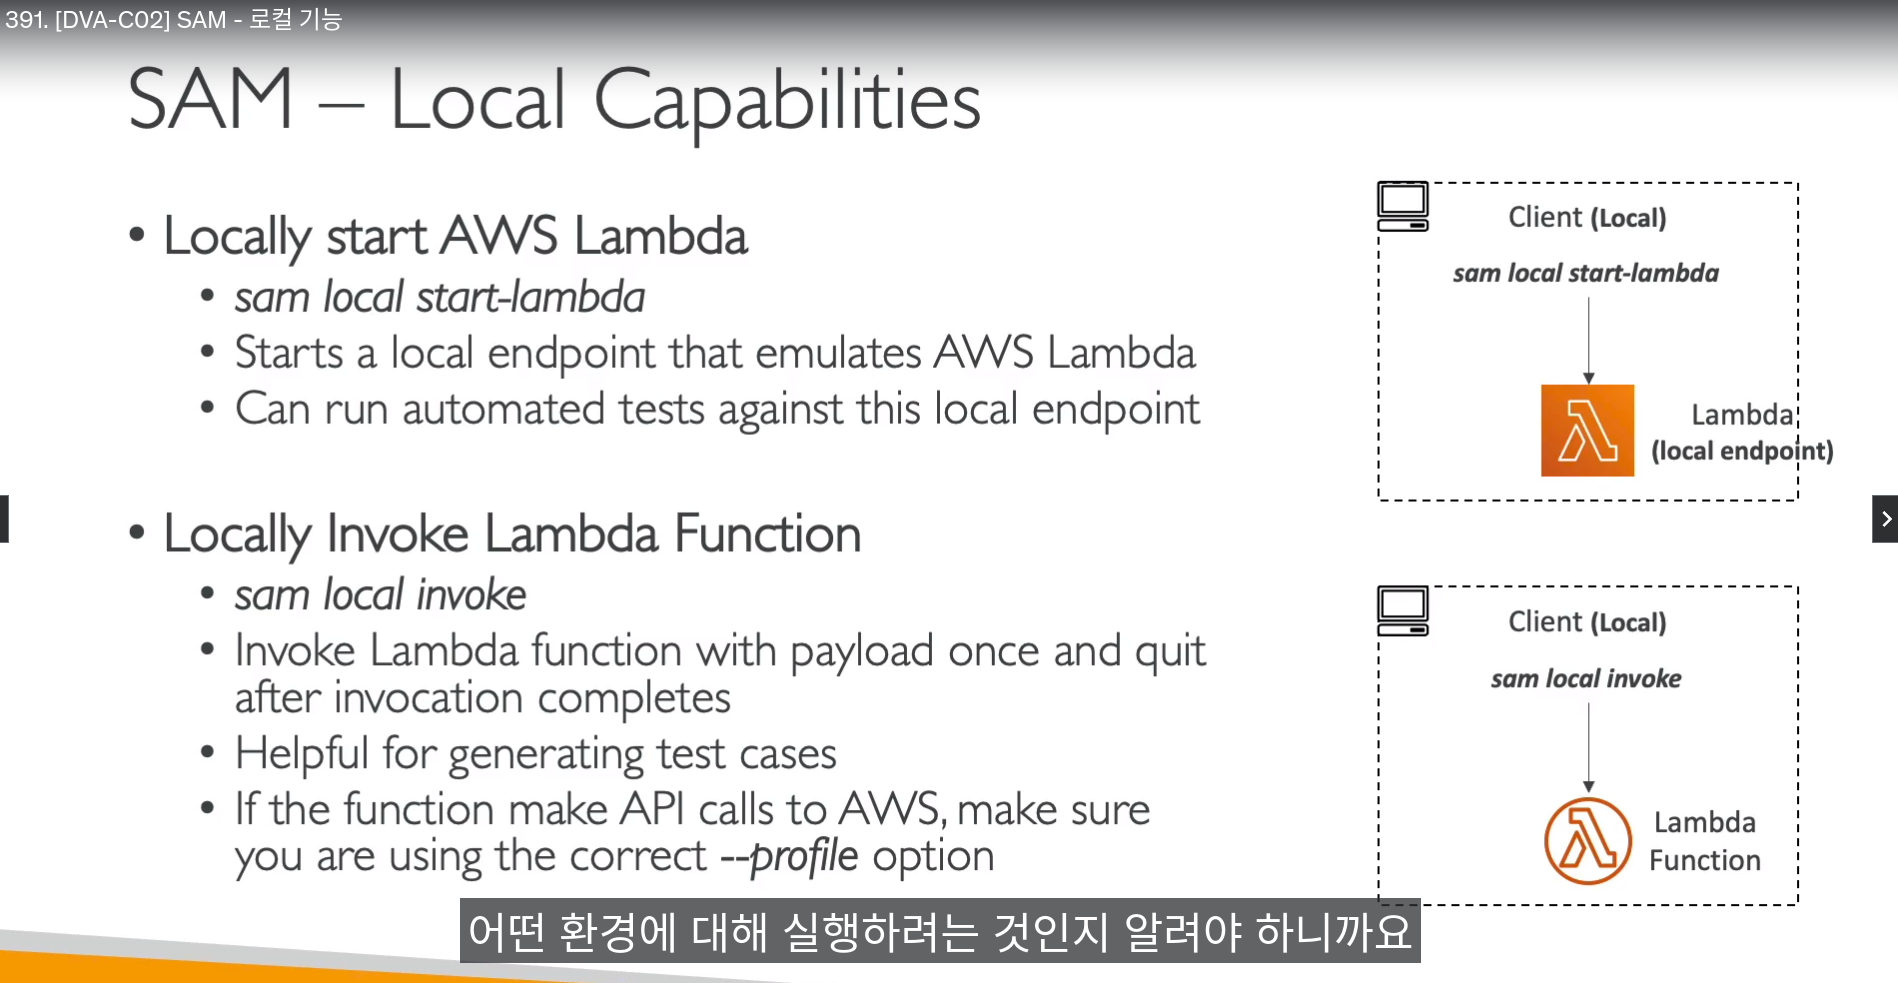 391. [DVA-C02] SAM - 로컬 기능
SAM – Local Capabilities
• Locally start AWS Lambda
• sam local start-lambda
• Starts a local endpoint that emulates AWS Lambda
• Can run automated tests against this local endpoint
• Locally Invoke Lambda Function
• sam local invoke
• Invoke Lambda function with payload once and quit
after invocation completes
• Helpful for generating test cases
• If the function make API calls to AWS, make sure
you are using the correct --profile option
Client (Local)
sam local start-lambda
Lambda
(local endpoint)
Client (Local)
sam local invoke
Lambda
Function
어떤 환경에 대해 실행하려는 것인지 알려야 하니까요